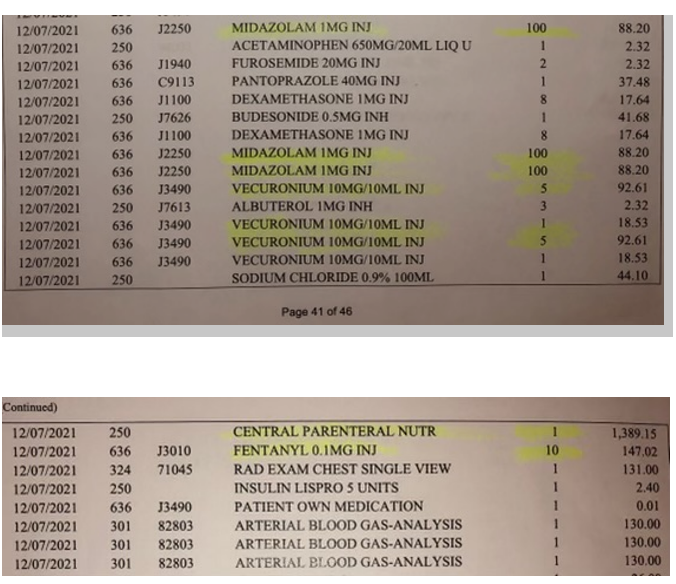 12/07/2021 636 J2250 MIDAZOLAM 1MG INJ 100 88.20
12/07/2021 250 ACETAMINOPHEN 650MG/20ML LIQ U 1 2.32
12/07/2021 636 J1940 FUROSEMIDE 20MG INJ 2 2.32
12/07/2021 636 C9113 PANTOPRAZOLE 40MG INJ 1 37.48
12/07/2021 636 J1100 DEXAMETHASONE 1MG INJ 8 17.64
12/07/2021 250 J7626 BUDESONIDE 0.5MG INH 1 41.68
12/07/2021 636 J1100 DEXAMETHASONE 1MG INJ 8 17.64
12/07/2021 636 J2250 MIDAZOLAM 1MG INJ 100 88.20
12/07/2021 636 J2250 MIDAZOLAM 1MG INJ 100 88.20
12/07/2021 636 J3490 VECURONIUM 10MG/10ML INJ 5 92.61
12/07/2021 250 J7613 ALBUTEROL 1MG INH 3 2.32
12/07/2021 636 J3490 VECURONIUM 10MG/10ML INJ 1 18.53
12/07/2021 636 J3490 VECURONIUM 10MG/10ML INJ 5 92.61
12/07/2021 636 J3490 VECURONIUM 10MG/10ML INJ 1 18.53
12/07/2021 250 SODIUM CHLORIDE 0.9% 100ML 1 44.10
Page 41 of 46
Continued)
12/07/2021 250 CENTRAL PARENTERAL NUTR 1 1,389.15
12/07/2021 636 J3010 FENTANYL 0.1MG INJ 10 147.02
12/07/2021 324 71045 RAD EXAM CHEST SINGLE VIEW 1 131.00
12/07/2021 250 INSULIN LISPRO 5 UNITS 1 2.40
12/07/2021 636 J3490 PATIENT OWN MEDICATION 1 0.01
12/07/2021 301 82803 ARTERIAL BLOOD GAS-ANALYSIS 1 130.00
12/07/2021 301 82803 ARTERIAL BLOOD GAS-ANALYSIS 1 130.00
12/07/2021 301 82803 ARTERIAL BLOOD GAS-ANALYSIS 1 130.00